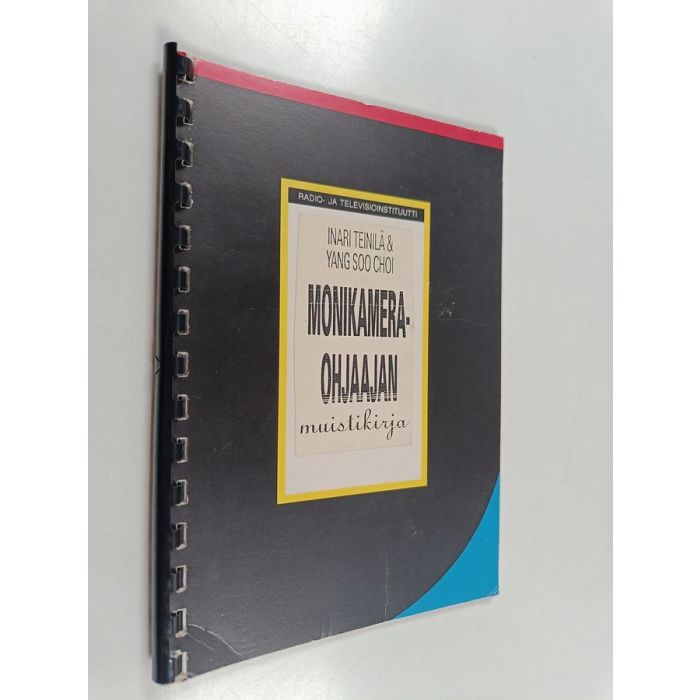 RADIO- JA TELEVISIOINSTITUUTTI
INARI TEINILÄ &
YANG SOO CHOI
MONIKAMERA-
OHJAAJAN
muistikirja